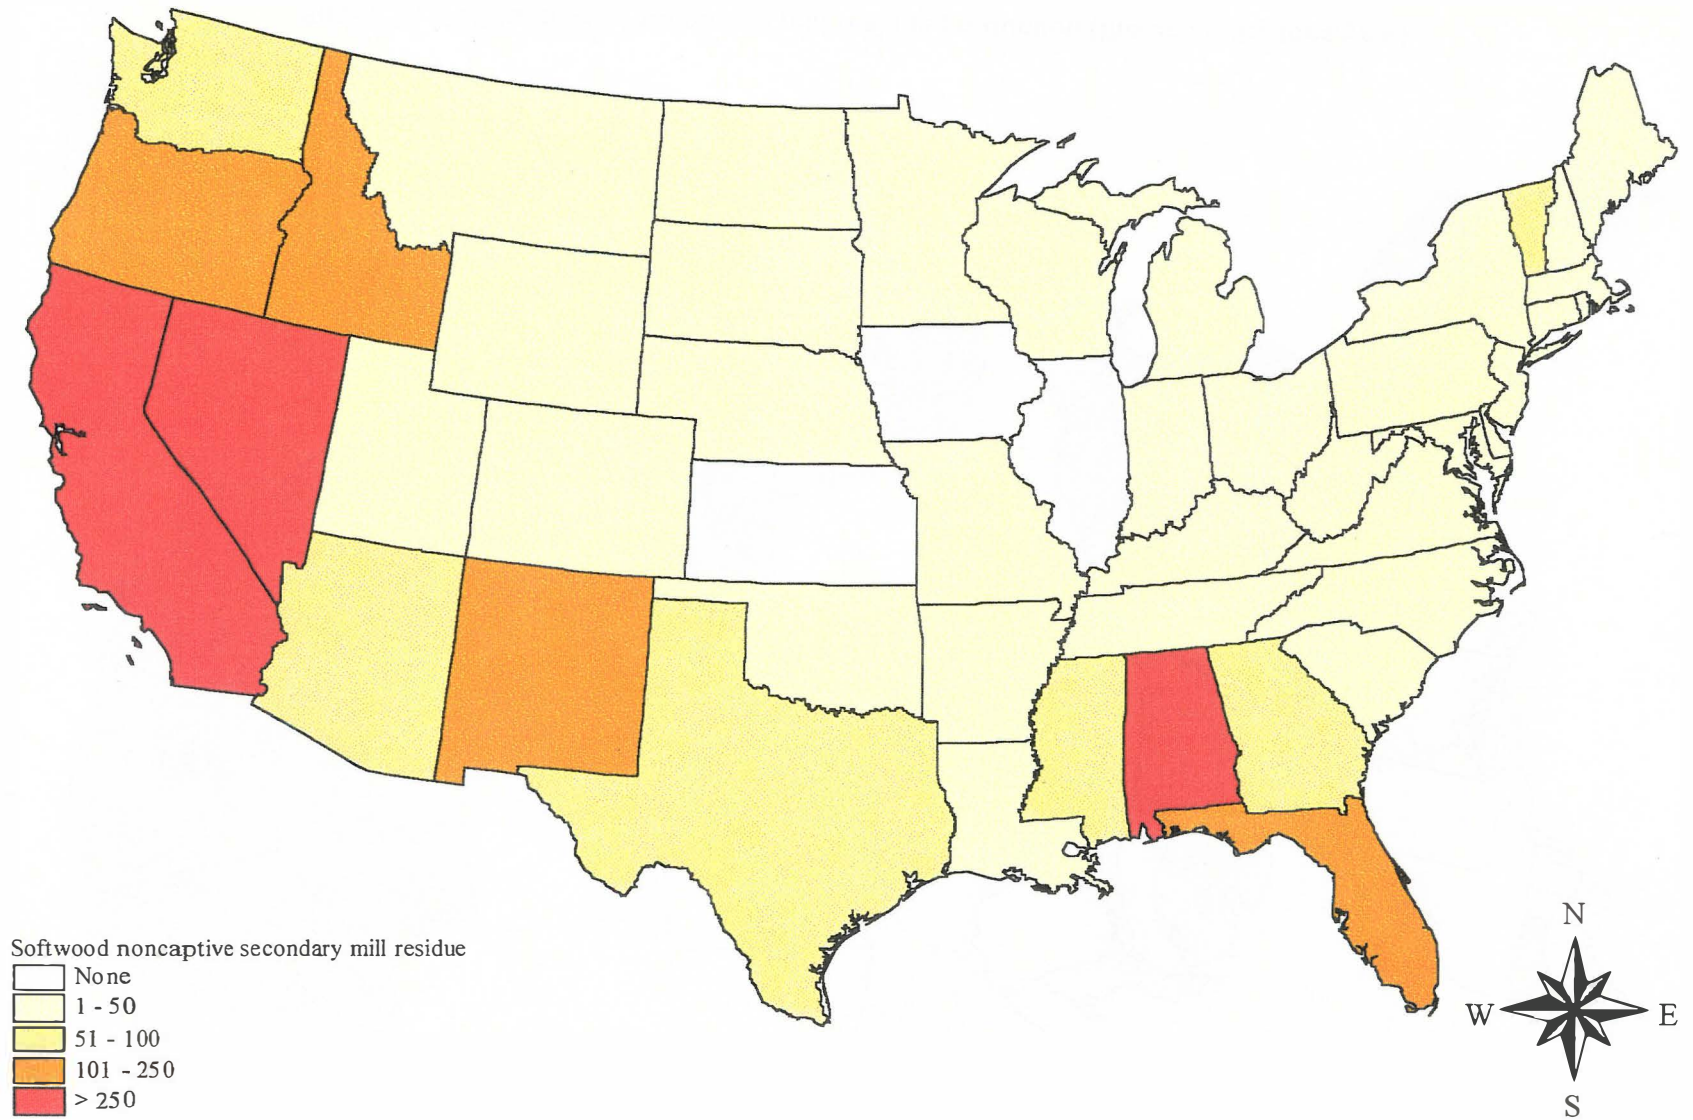 Softwood noncaptive secondary mill residue
None
1 - 50
51 - 100
101 - 250
> 250
N
W
E
S